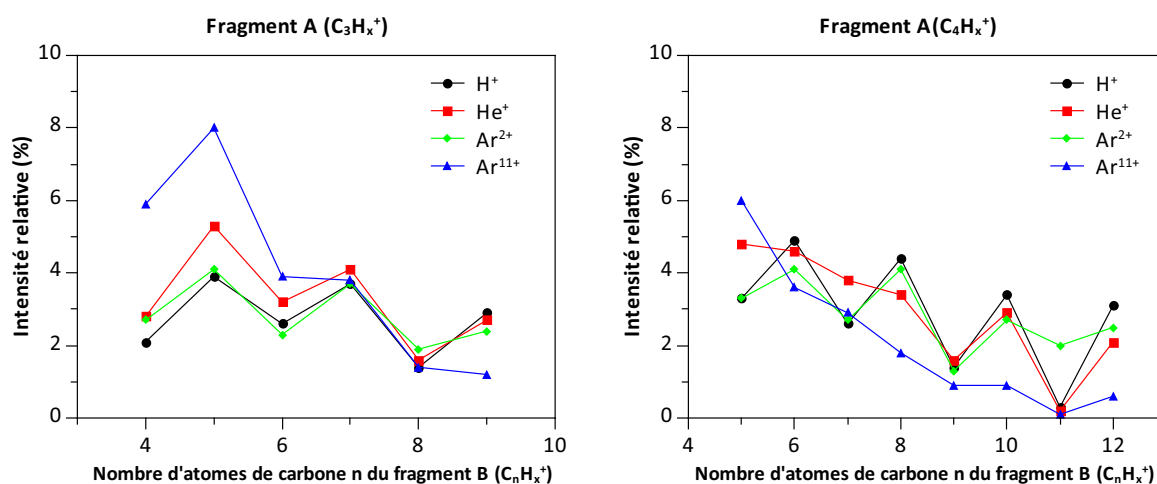 Fragment A (C₃Hₓ⁺)
Intensité relative (%)
10
8
6
4
2
0
H⁺
He⁺
Ar²⁺
Ar¹¹⁺
4
6
8
10
Nombre d'atomes de carbone n du fragment B (CₙHₓ⁺)
Fragment A (C₄Hₓ⁺)
Intensité relative (%)
10
8
6
4
2
0
H⁺
He⁺
Ar²⁺
Ar¹¹⁺
4
6
8
10
12
Nombre d'atomes de carbone n du fragment B (CₙHₓ⁺)